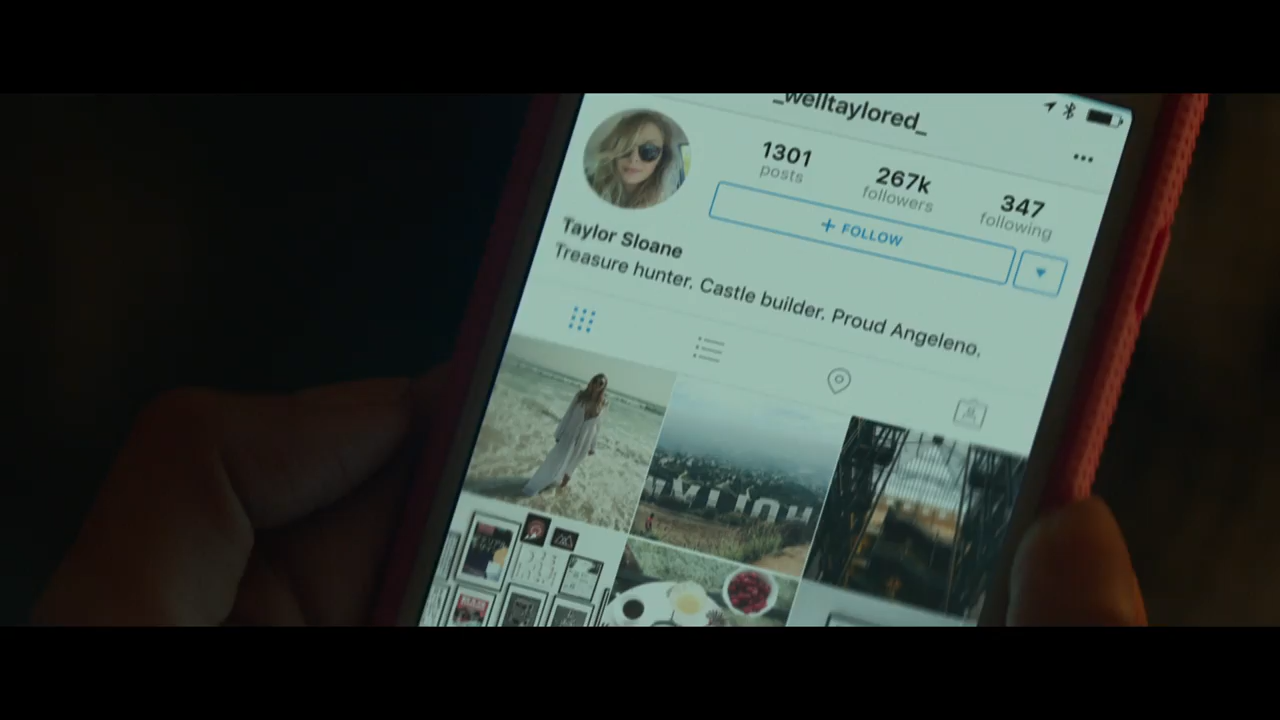 _welltaylored_
1301 267k 347
posts followers following
+ FOLLOW
Taylor Sloane
Treasure hunter. Castle builder. Proud Angeleno.